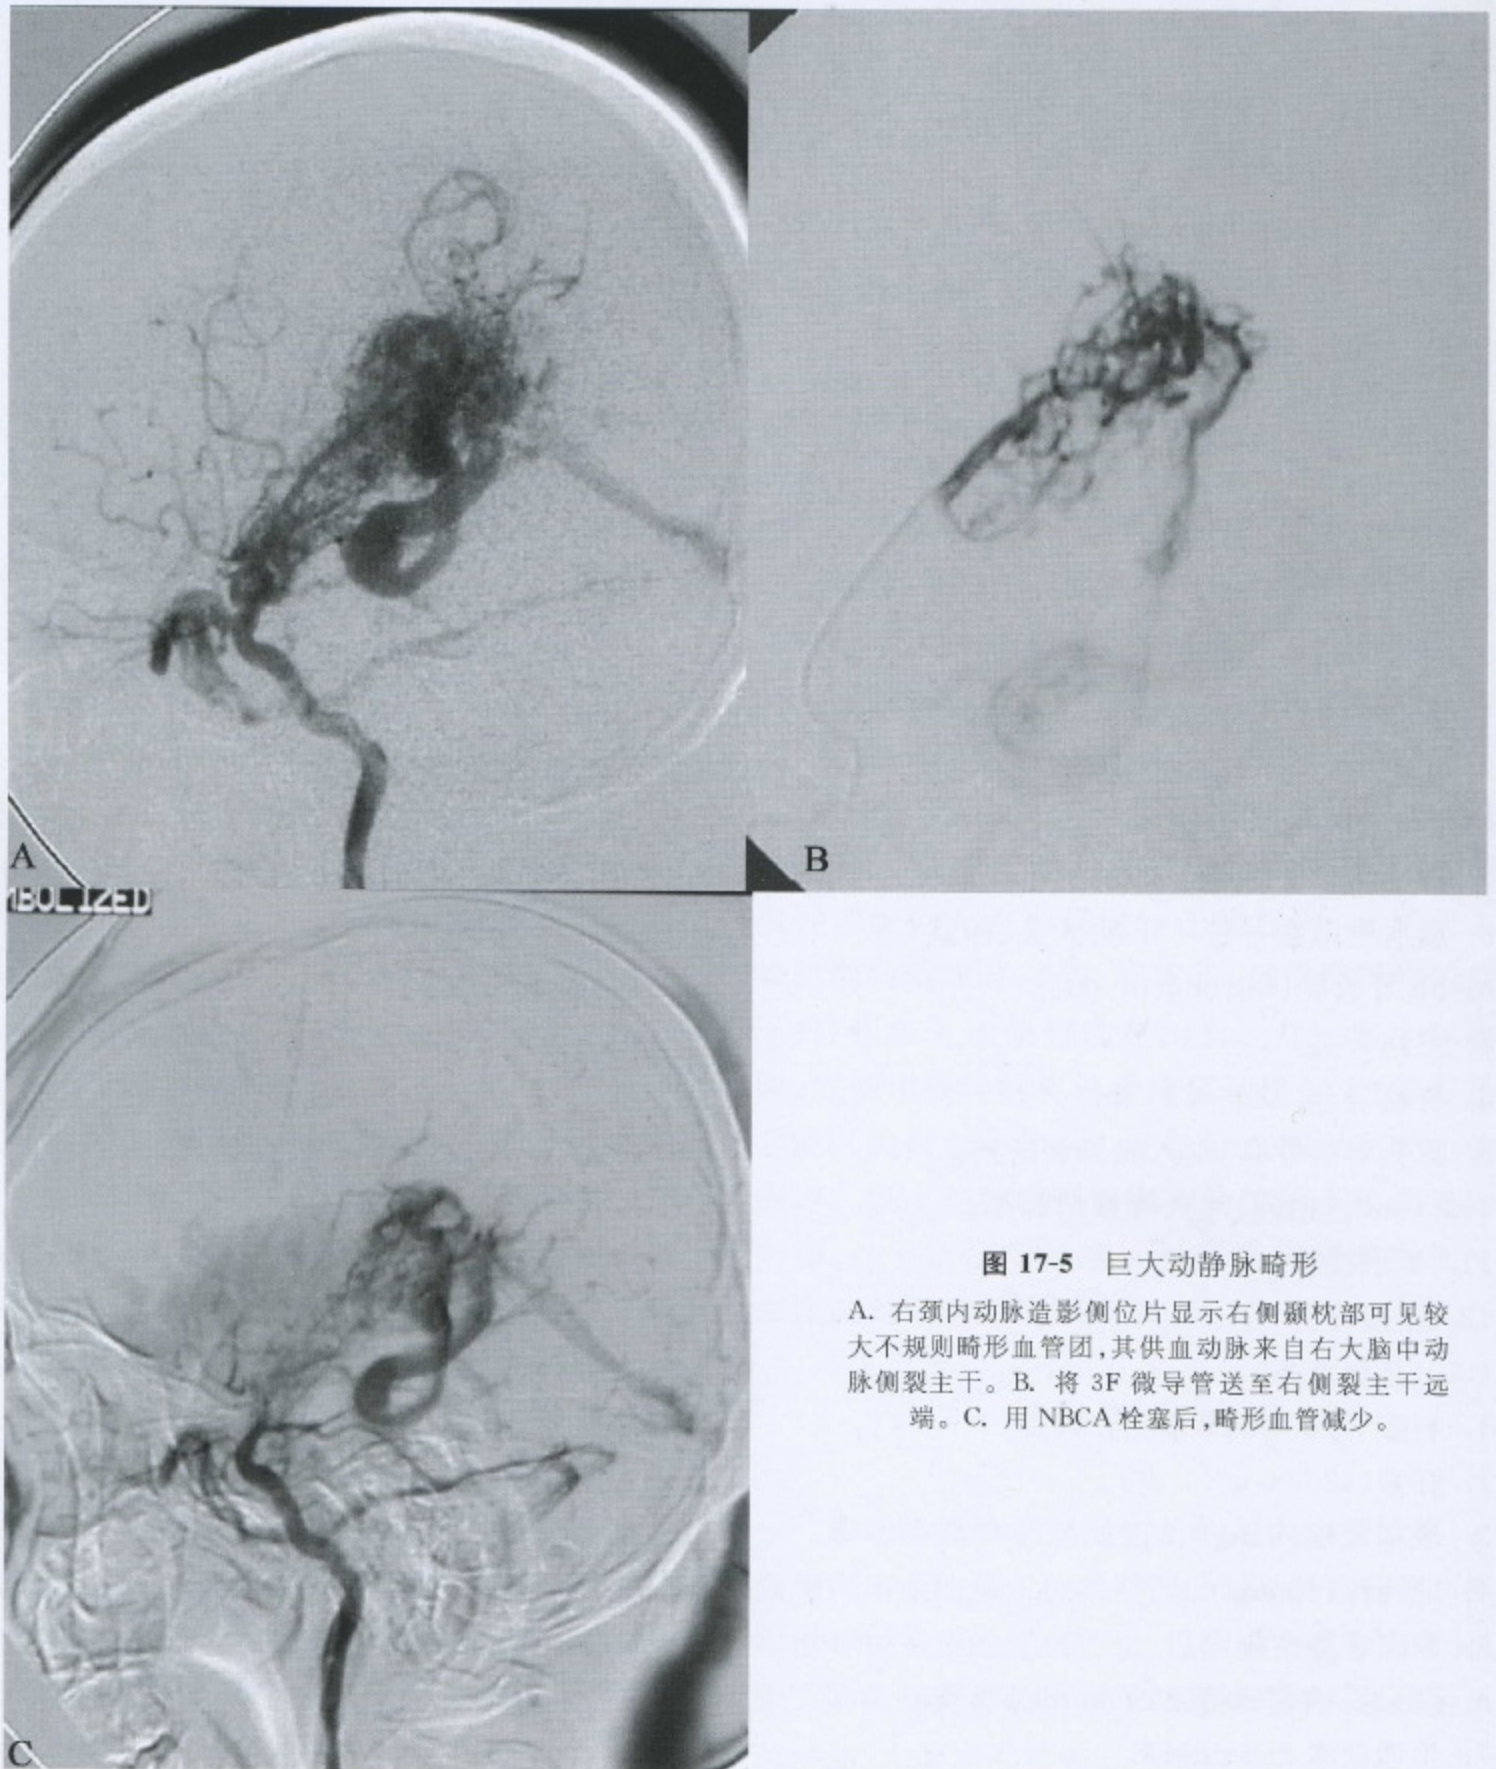 A
B
MBOLIZED
C
图 17-5 巨大动静脉畸形
A. 右颈内动脉造影侧位片显示右侧颞枕部可见较
大不规则畸形血管团,其供血动脉来自右大脑中动
脉侧裂主干。B. 将 3F 微导管送至右侧裂主干远
端。C. 用 NBCA 栓塞后,畸形血管减少。